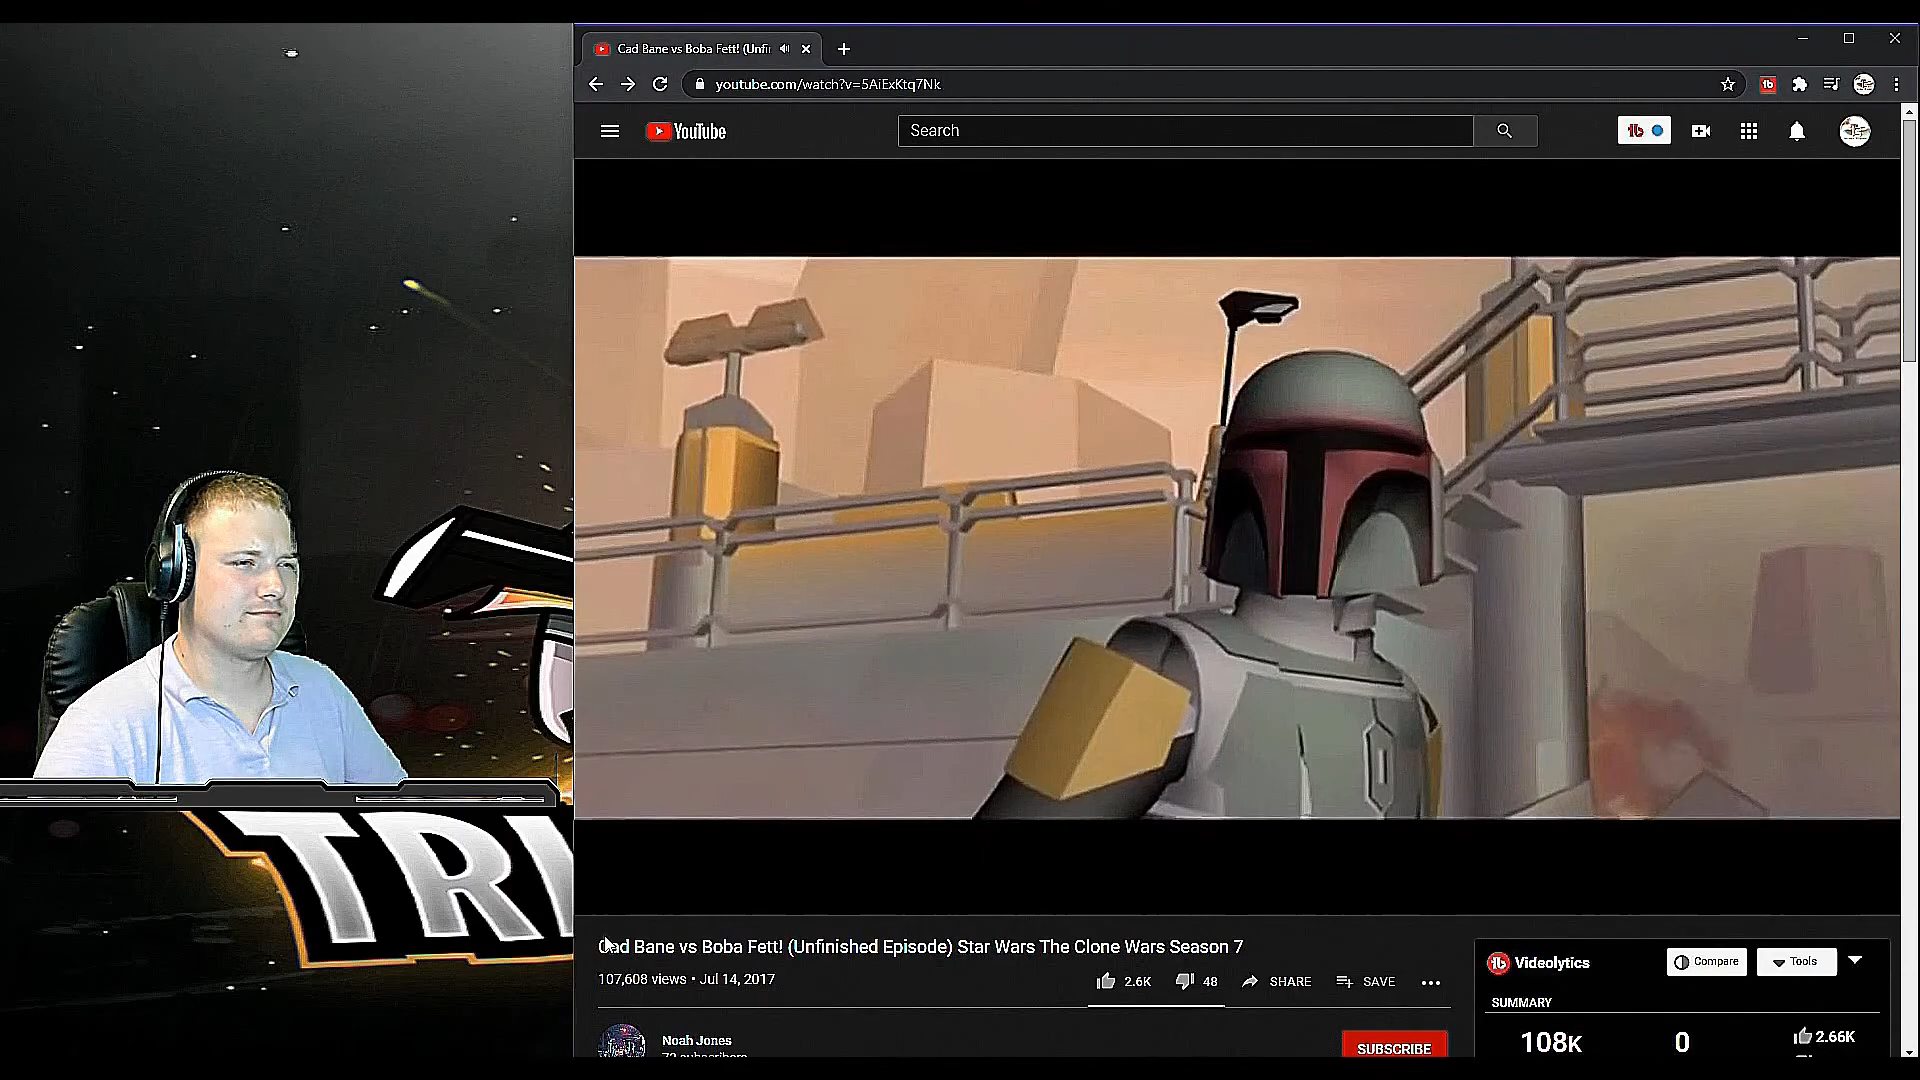 Cad Bane vs Boba Fett! (Unfi
youtube.com/watch?v=5AiExKtq7Nk
YouTube
Search
TRI
Cad Bane vs Boba Fett! (Unfinished Episode) Star Wars The Clone Wars Season 7
107,608 views • Jul 14, 2017
2.6K
48
SHARE
SAVE
Noah Jones
SUBSCRIBE
Videolytics
Compare
Tools
SUMMARY
108K
0
2.66K